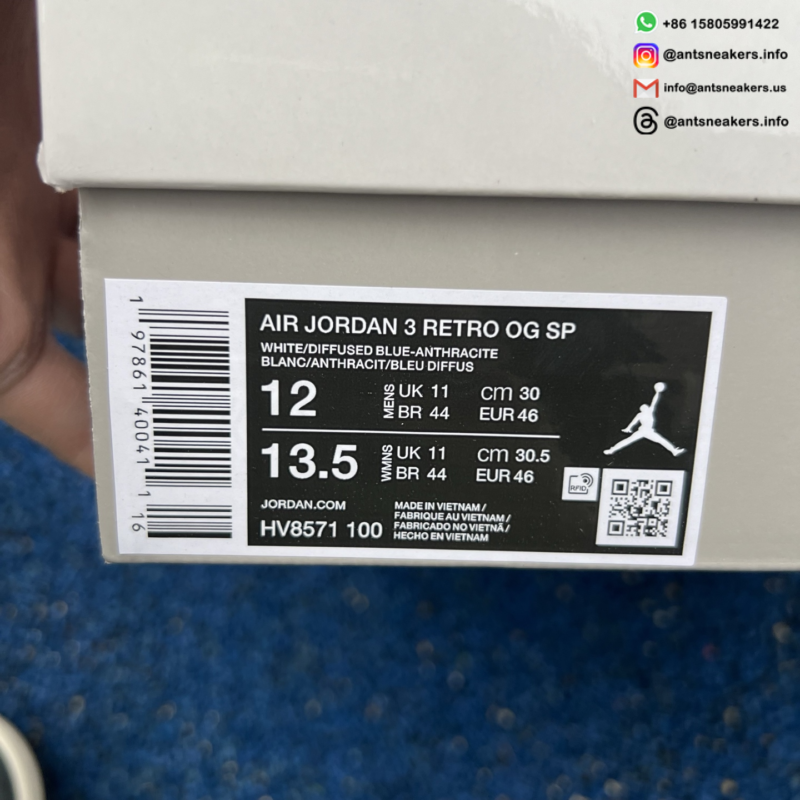 +86 15805991422
@antsneakers.info
info@antsneakers.us
@antsneakers.info
1 97861 40041 1 16
AIR JORDAN 3 RETRO OG SP
WHITE/DIFFUSED BLUE-ANTHRACITE
BLANC/ANTHRACIT/BLEU DIFFUS
12 MENS UK 11 cm 30
BR 44 EUR 46
13.5 WMNS UK 11 cm 30.5
BR 44 EUR 46
RFID
JORDAN.COM
HV8571 100
MADE IN VIETNAM /
FABRIQUE AU VIETNAM /
FABRICADO NO VIETNÃ /
HECHO EN VIETNAM